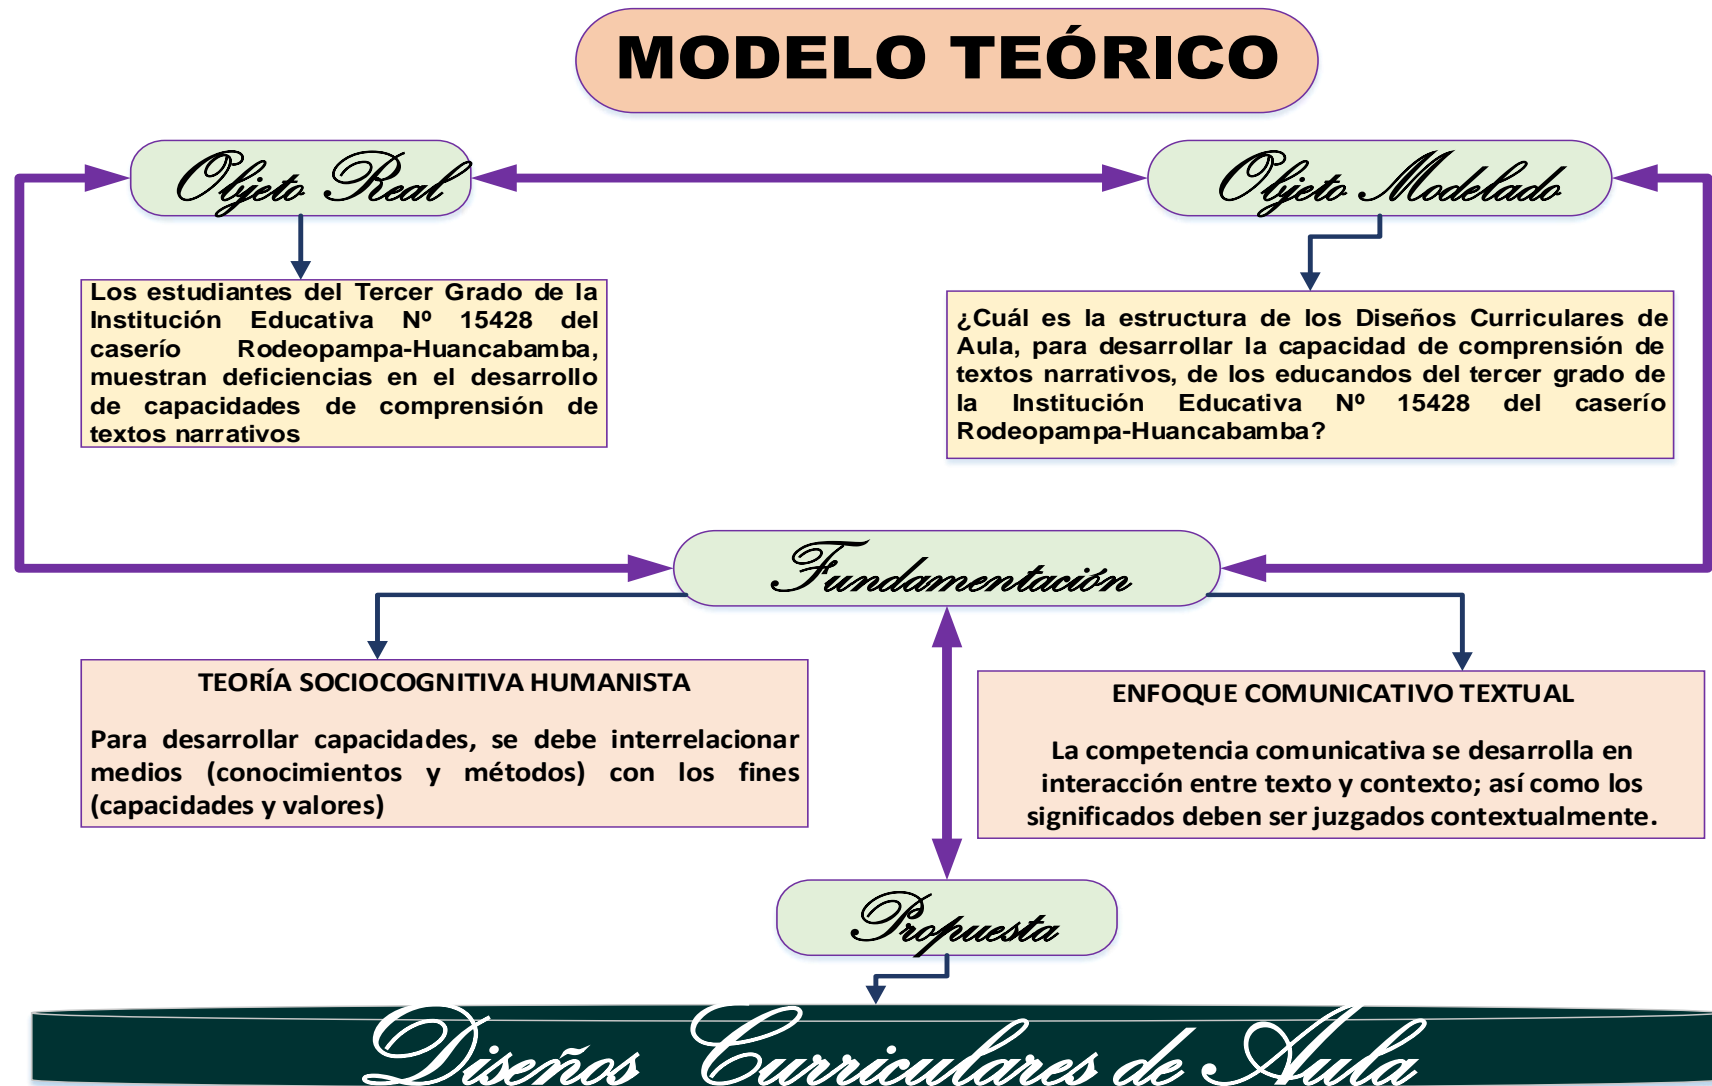 MODELO TEÓRICO
Objeto Real
Objeto Modelado
Los estudiantes del Tercer Grado de la
Institución Educativa Nº 15428 del
caserío Rodeopampa-Huancabamba,
muestran deficiencias en el desarrollo
de capacidades de comprensión de
textos narrativos
¿Cuál es la estructura de los Diseños Curriculares de
Aula, para desarrollar la capacidad de comprensión de
textos narrativos, de los educandos del tercer grado de
la Institución Educativa Nº 15428 del caserío
Rodeopampa-Huancabamba?
Fundamentación
TEORÍA SOCIOCOGNITIVA HUMANISTA
Para desarrollar capacidades, se debe interrelacionar
medios (conocimientos y métodos) con los fines
(capacidades y valores)
ENFOQUE COMUNICATIVO TEXTUAL
La competencia comunicativa se desarrolla en
interacción entre texto y contexto; así como los
significados deben ser juzgados contextualmente.
Propuesta
Diseños Curriculares de Aula